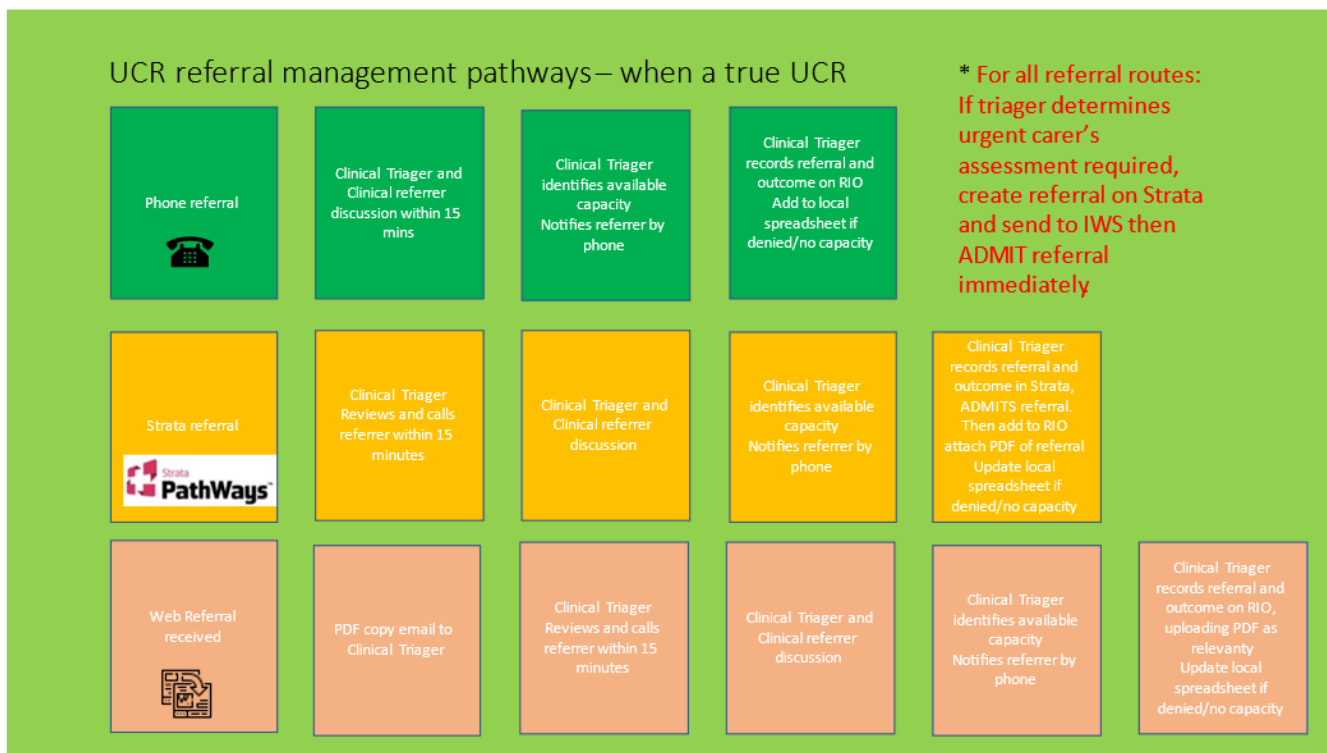 UCR referral management pathways – when a true UCR
* For all referral routes:
If triager determines
urgent carer's
assessment required,
create referral on Strata
and send to IWS then
ADMIT referral
immediately.
Phone referral
Clinical Triager and
Clinical referrer
discussion within 15
mins
Clinical Triager
identifies available
capacity
Notifies referrer by
phone
Clinical Triager
records referral and
outcome on RIO
Add to local
spreadsheet if
denied/no capacity
Strata referral
Strata
PathWays™
Clinical Triager
Reviews and calls
referrer within 15
minutes
Clinical Triager and
Clinical referrer
discussion
Clinical Triager
identifies available
capacity
Notifies referrer by
phone
Clinical Triager
records referral and
outcome in Strata,
ADMITS referral.
Then add to RIO
attach PDF of referral
Update local
spreadsheet if
denied/no capacity
Web Referral
received
PDF copy email to
Clinical Triager
Clinical Triager
Reviews and calls
referrer within 15
minutes
Clinical Triager and
Clinical referrer
discussion
Clinical Triager
identifies available
capacity
Notifies referrer by
phone
Clinical Triager
records referral and
outcome on RIO,
uploading PDF as
relevanty
Update local
spreadsheet if
denied/no capacity